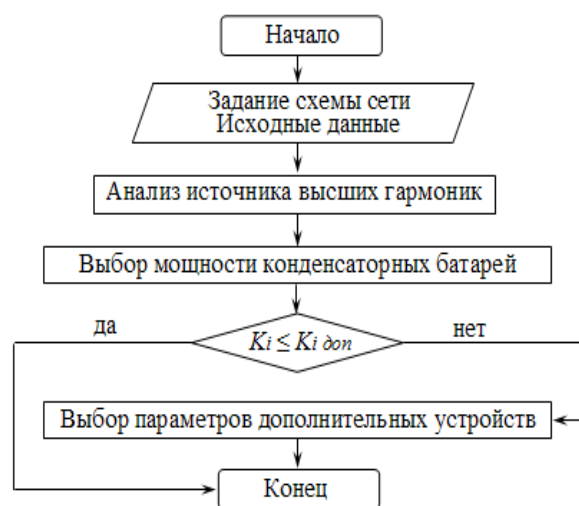 Начало
Задание схемы сети
Исходные данные
Анализ источника высших гармоник
Выбор мощности конденсаторных батарей
да
Ki ≤ Ki доп
нет
Выбор параметров дополнительных устройств
Конец